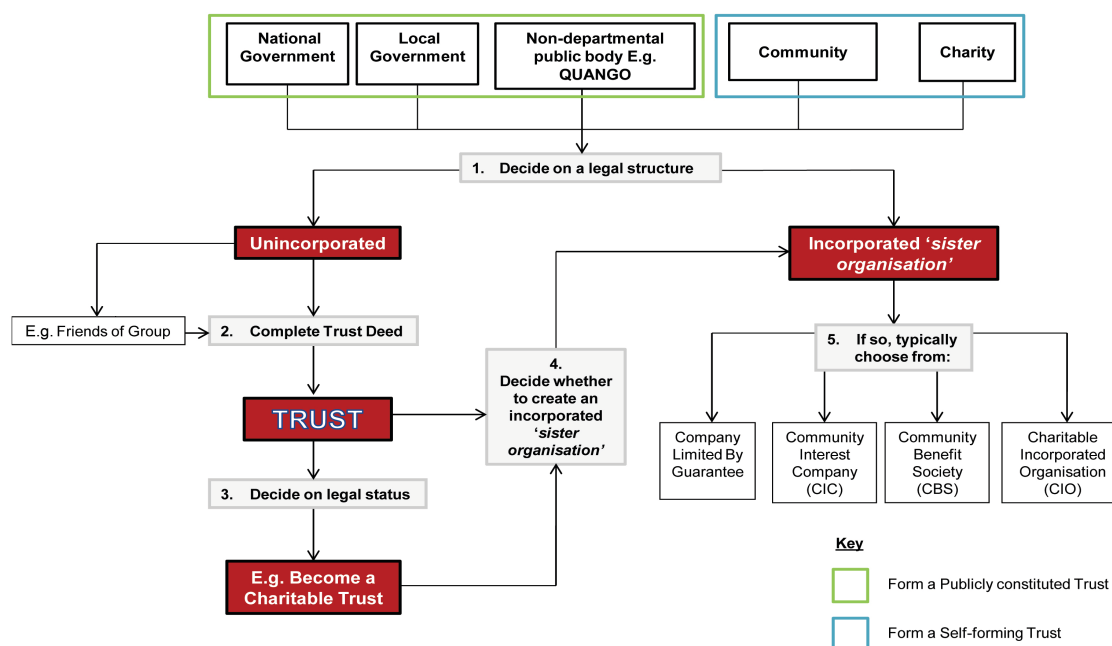 National
Government
Local
Government
Non-departmental
public body E.g.
QUANGO
Community
Charity
1. Decide on a legal structure
Unincorporated
Incorporated ‘sister
organisation’
E.g. Friends of Group
2. Complete Trust Deed
4.
Decide whether
to create an
incorporated
‘sister
organisation’
5. If so, typically
choose from:
TRUST
Company
Limited By
Guarantee
Community
Interest
Company
(CIC)
Community
Benefit
Society
(CBS)
Charitable
Incorporated
Organisation
(CIO)
3. Decide on legal status
E.g. Become a
Charitable Trust
Key
Form a Publicly constituted Trust
Form a Self-forming Trust